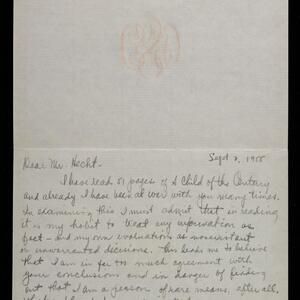 Sept 2, 1955
Dear Mr. Hecht -
I have read 51 pages of A Child of the Century
and already I have been at war with you many times.
In examining this I must admit that in reading
it is my habit to treat any information as
fact - and my own evaluation as nonexistent
or unwarranted decisions. This leads me to believe
that I am in far too much agreement with
your conclusions and in danger of finding
out that I am a person of rare means, after all.